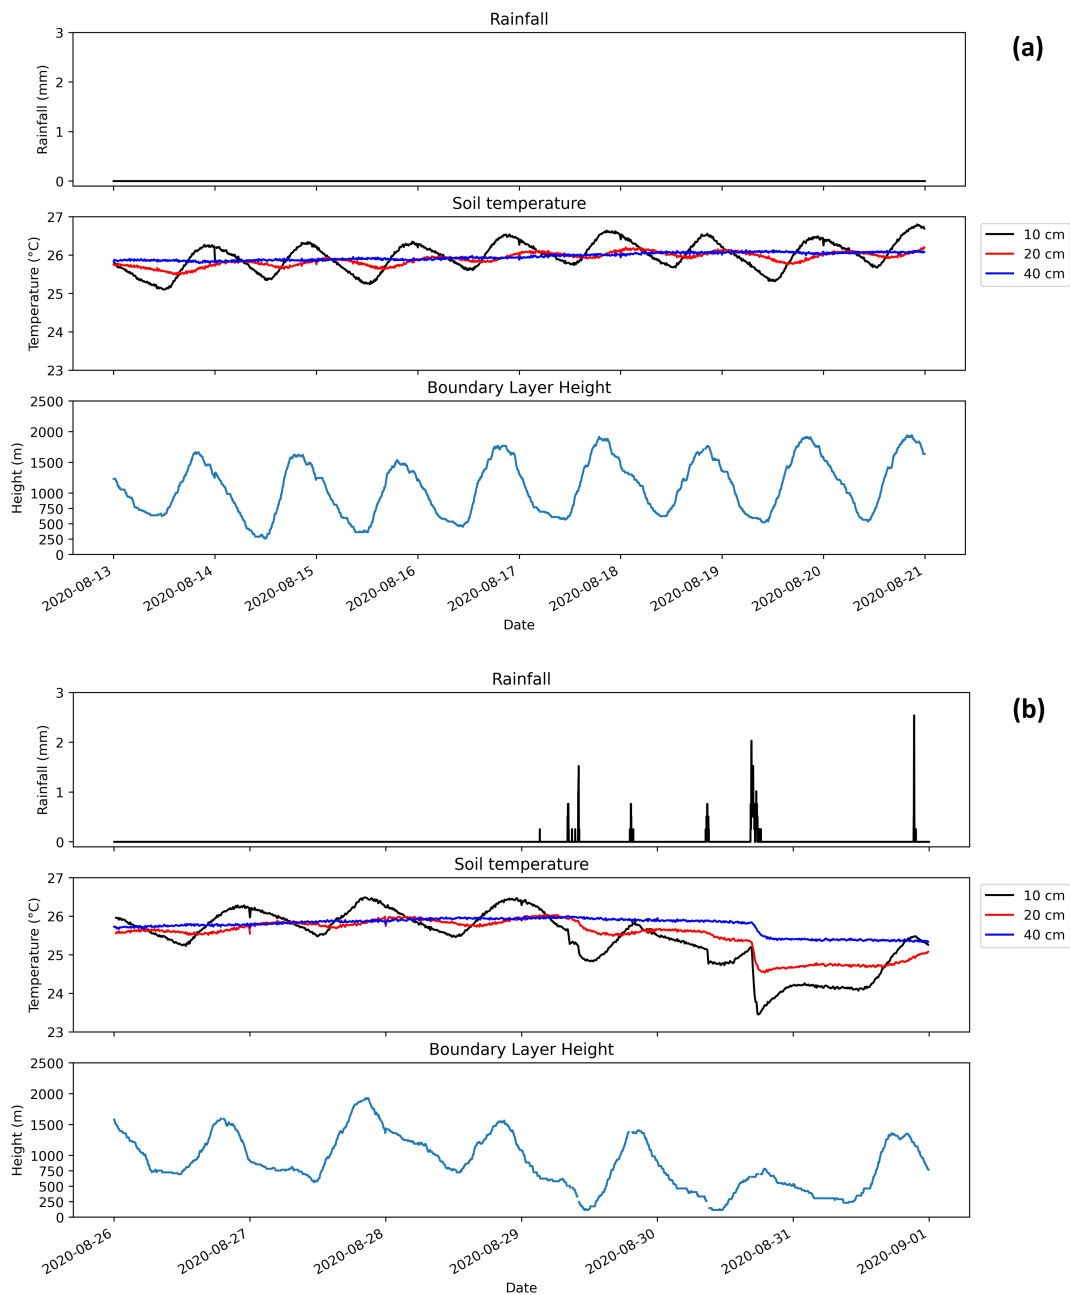 Rainfall
(a)
3
2
1
0
Rainfall (mm)
Soil temperature
27
26
25
24
23
Temperature (°C)
10 cm
20 cm
40 cm
Boundary Layer Height
2500
2000
1500
1000
750
500
250
0
Height (m)
2020-08-13
2020-08-14
2020-08-15
2020-08-16
2020-08-17
2020-08-18
2020-08-19
2020-08-20
2020-08-21
Date
Rainfall
(b)
3
2
1
0
Rainfall (mm)
Soil temperature
27
26
25
24
23
Temperature (°C)
10 cm
20 cm
40 cm
Boundary Layer Height
2500
2000
1500
1000
750
500
250
0
Height (m)
2020-08-26
2020-08-27
2020-08-28
2020-08-29
2020-08-30
2020-08-31
2020-09-01
Date